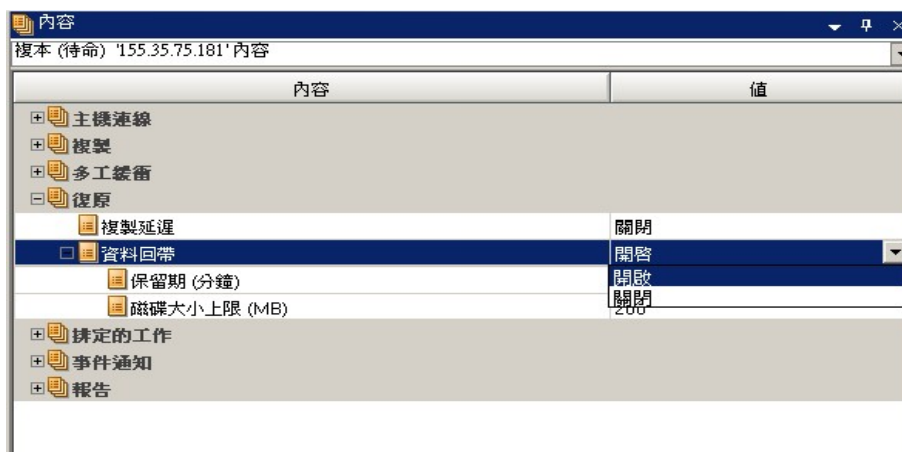 內容
複本 (待命) '155.35.75.181' 內容
內容 值
主機連線
複製
多工緩衝
復原
複製延遲 關閉
資料回帶 開啓
保留期 (分鐘) 開啟
關閉
磁碟大小上限 (MB) 200
排定的工作
事件通知
報告